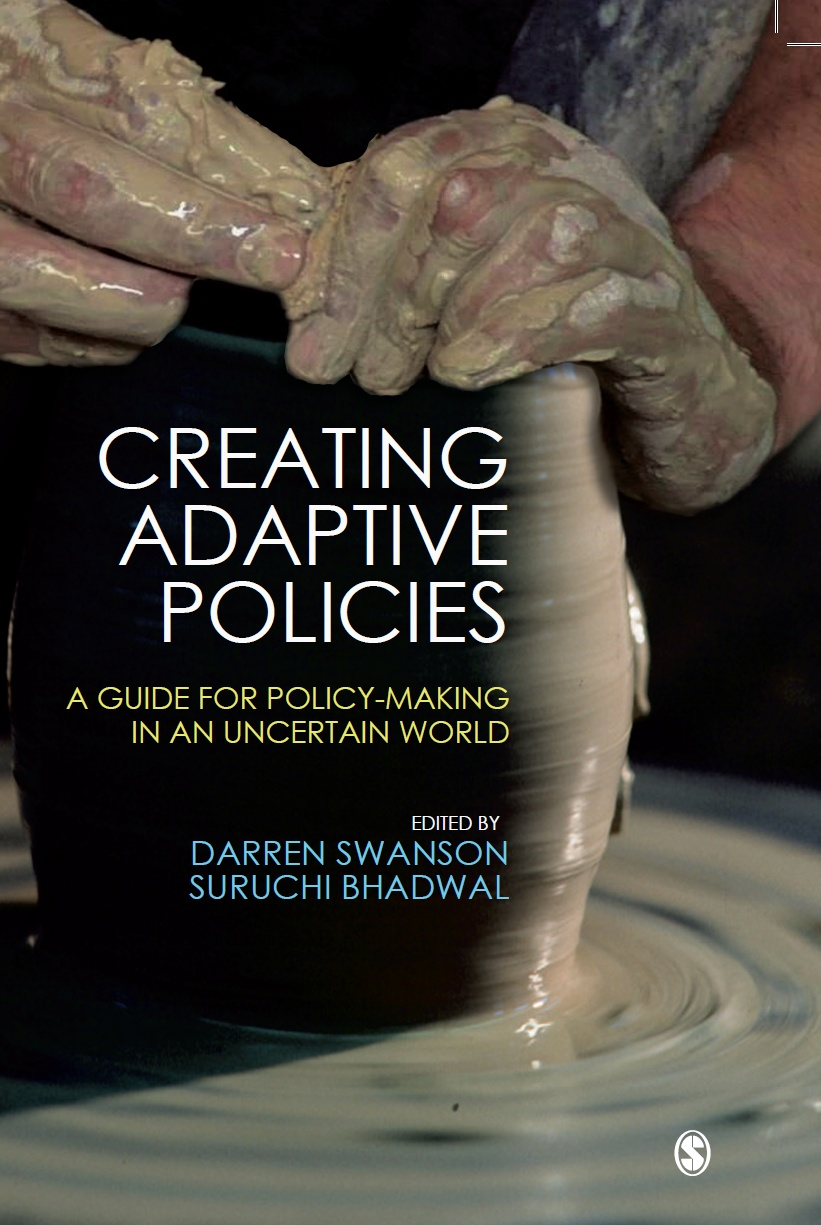 CREATING
ADAPTIVE
POLICIES
A GUIDE FOR POLICY-MAKING
IN AN UNCERTAIN WORLD
EDITED BY
DARREN SWANSON
SURUCHI BHADWAL
S